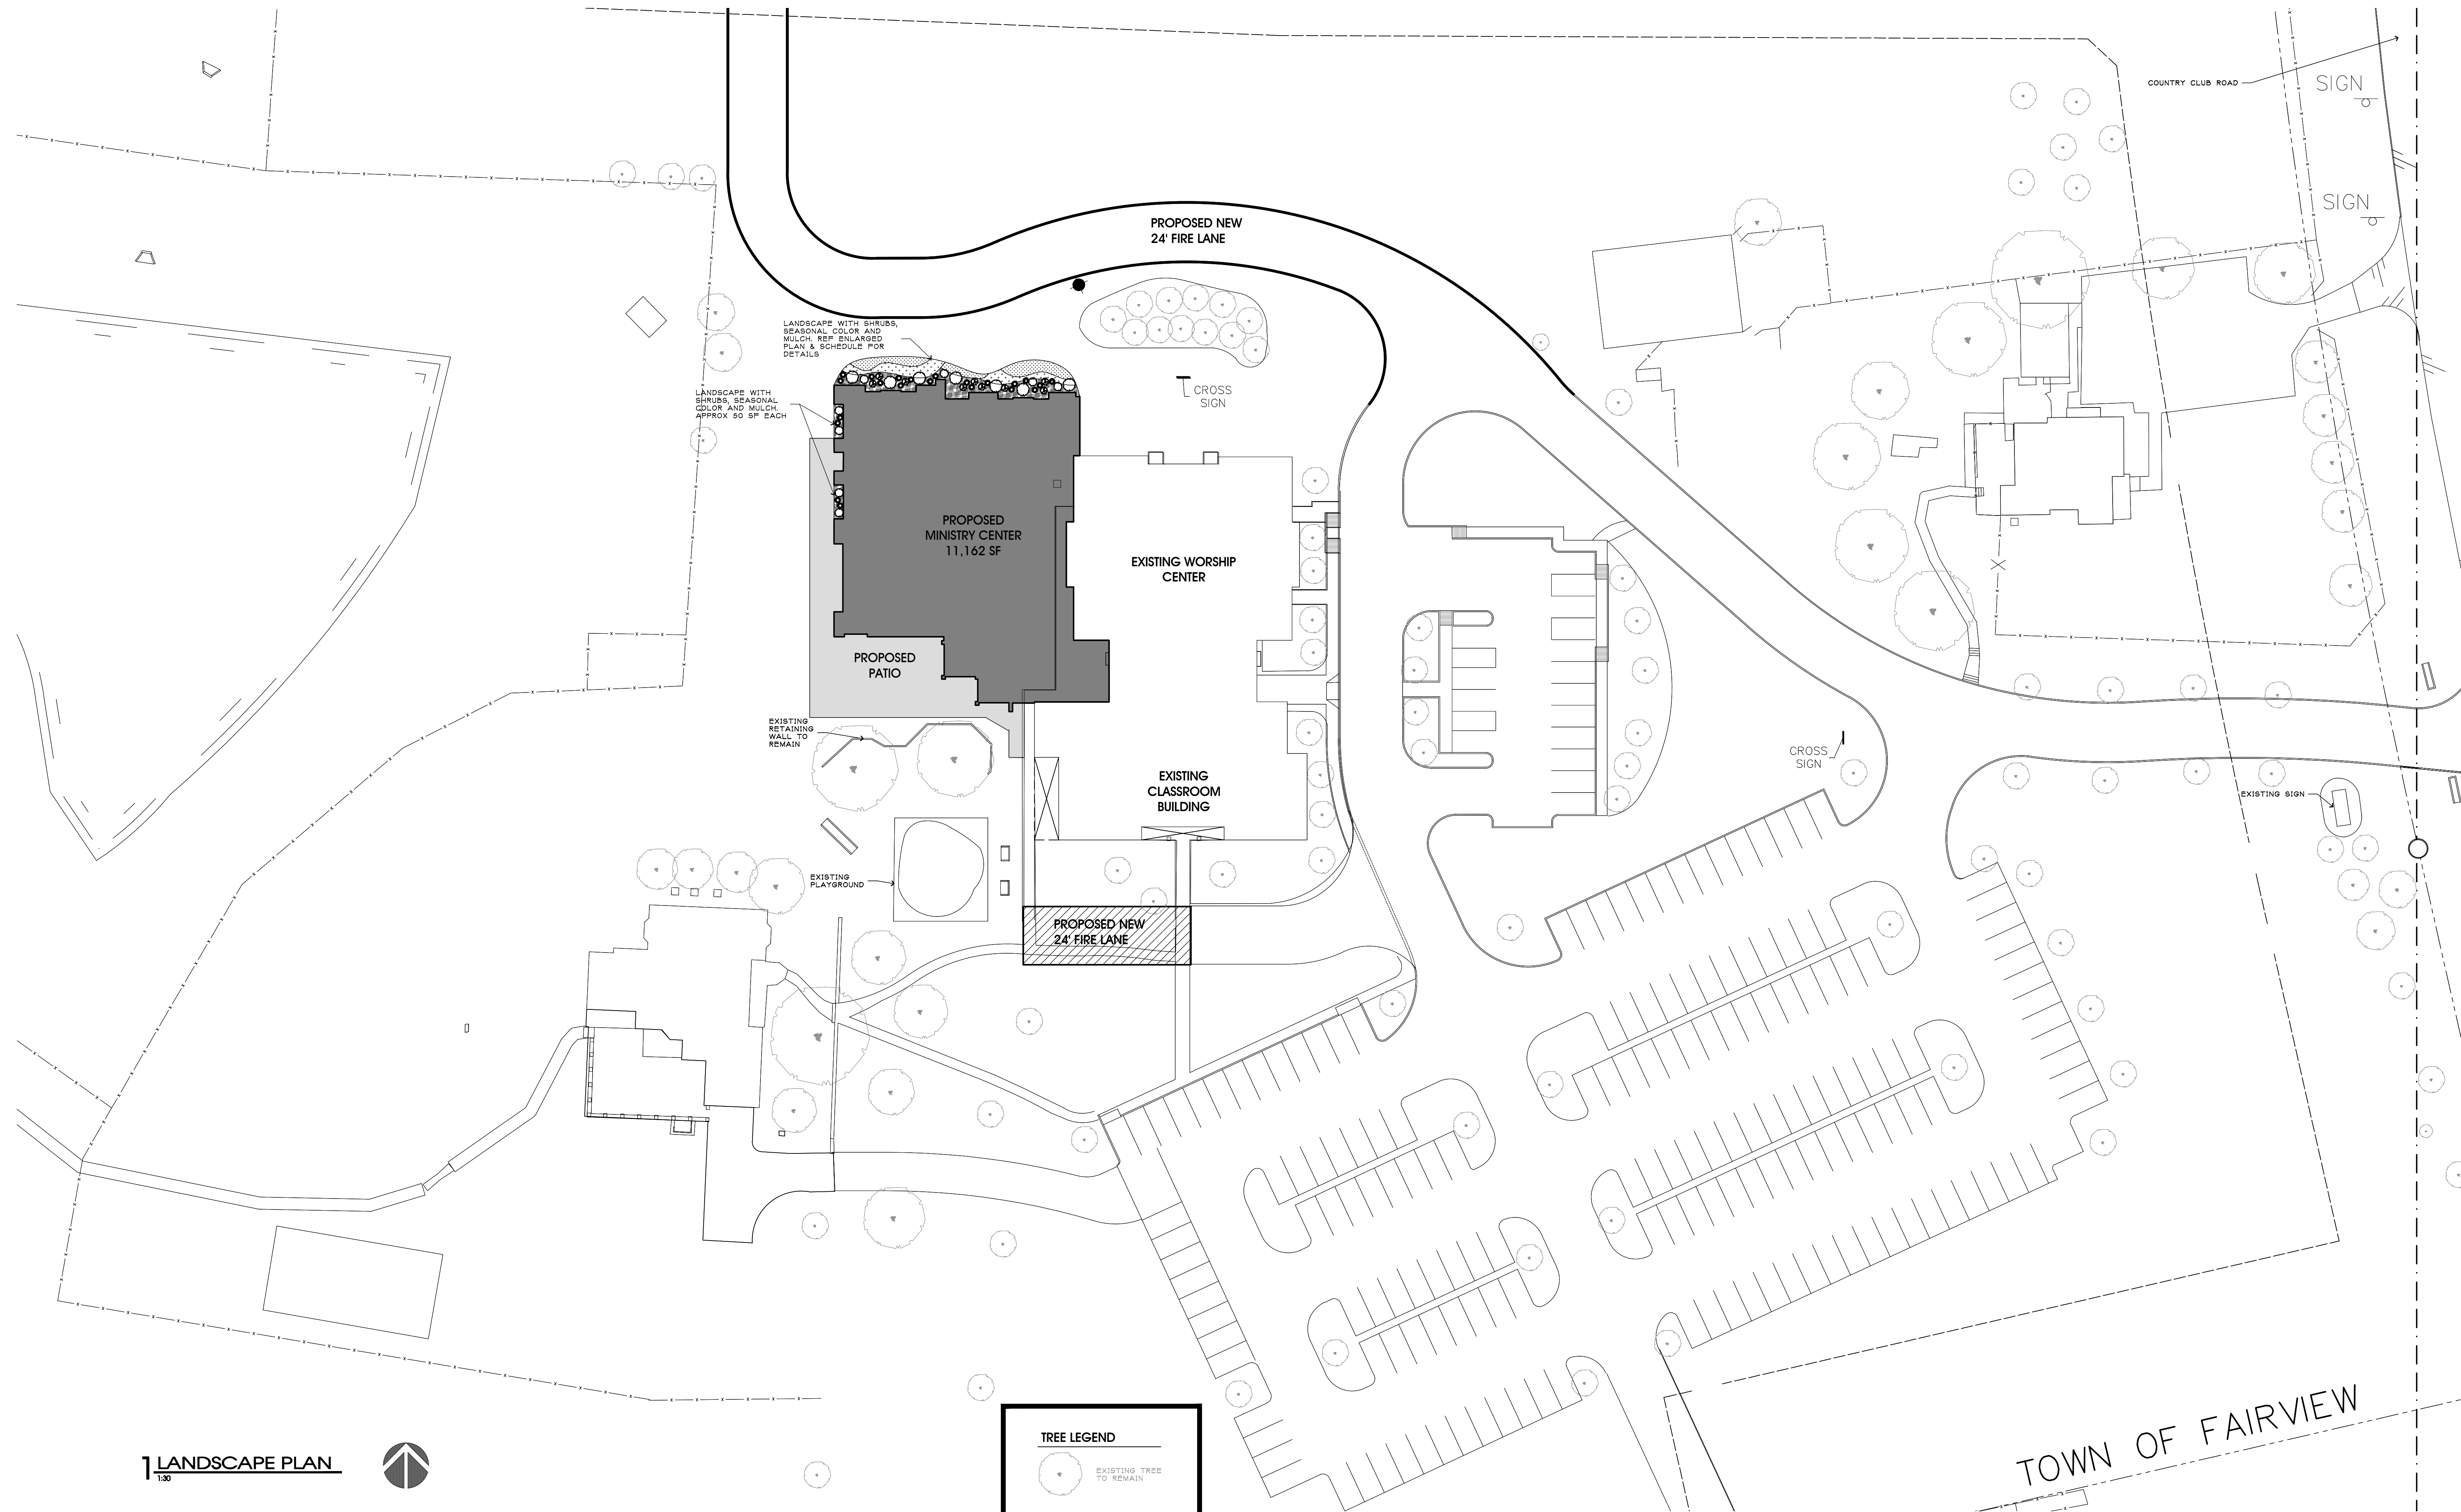 COUNTRY CLUB ROAD
SIGN
SIGN
PROPOSED NEW
24' FIRE LANE
LANDSCAPE WITH SHRUBS,
SEASONAL COLOR AND
MULCH. REF ENLARGED
PLAN & SCHEDULE FOR
DETAILS
LANDSCAPE WITH
SHRUBS, SEASONAL
COLOR AND MULCH.
APPROX 50 SF EACH
CROSS
SIGN
PROPOSED
MINISTRY CENTER
11,162 SF
EXISTING WORSHIP
CENTER
PROPOSED
PATIO
EXISTING
RETAINING
WALL TO
REMAIN
CROSS
SIGN
EXISTING
CLASSROOM
BUILDING
EXISTING SIGN
EXISTING
PLAYGROUND
PROPOSED NEW
24' FIRE LANE
TOWN OF FAIRVIEW
1 LANDSCAPE PLAN
1:30
TREE LEGEND
EXISTING TREE
TO REMAIN